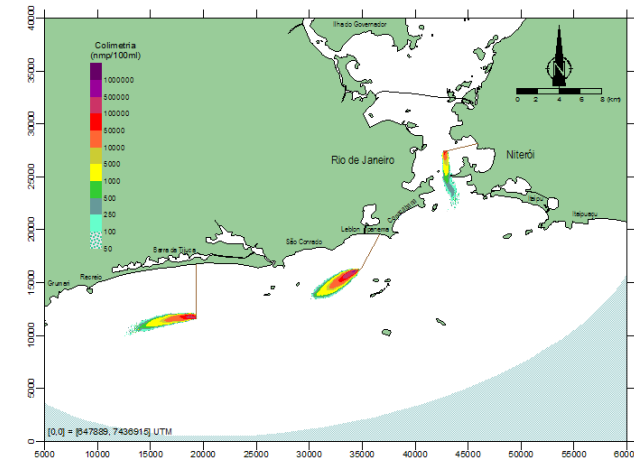 40000
35000
30000
25000
20000
15000
10000
5000
0
Ilha do Governador
Colimetria
(nmp/100ml)
1000000
500000
100000
50000
10000
5000
1000
500
250
100
50
N
0 2 4 6 8 (km)
Rio de Janeiro
Niterói
Copacabana
Itaipu
Itaipuaçu
Leblon
Ipanema
São Conrado
Barra da Tijuca
Recreio
Grumari
[0,0] = [647889, 7436915] UTM
5000 10000 15000 20000 25000 30000 35000 40000 45000 50000 55000 60000